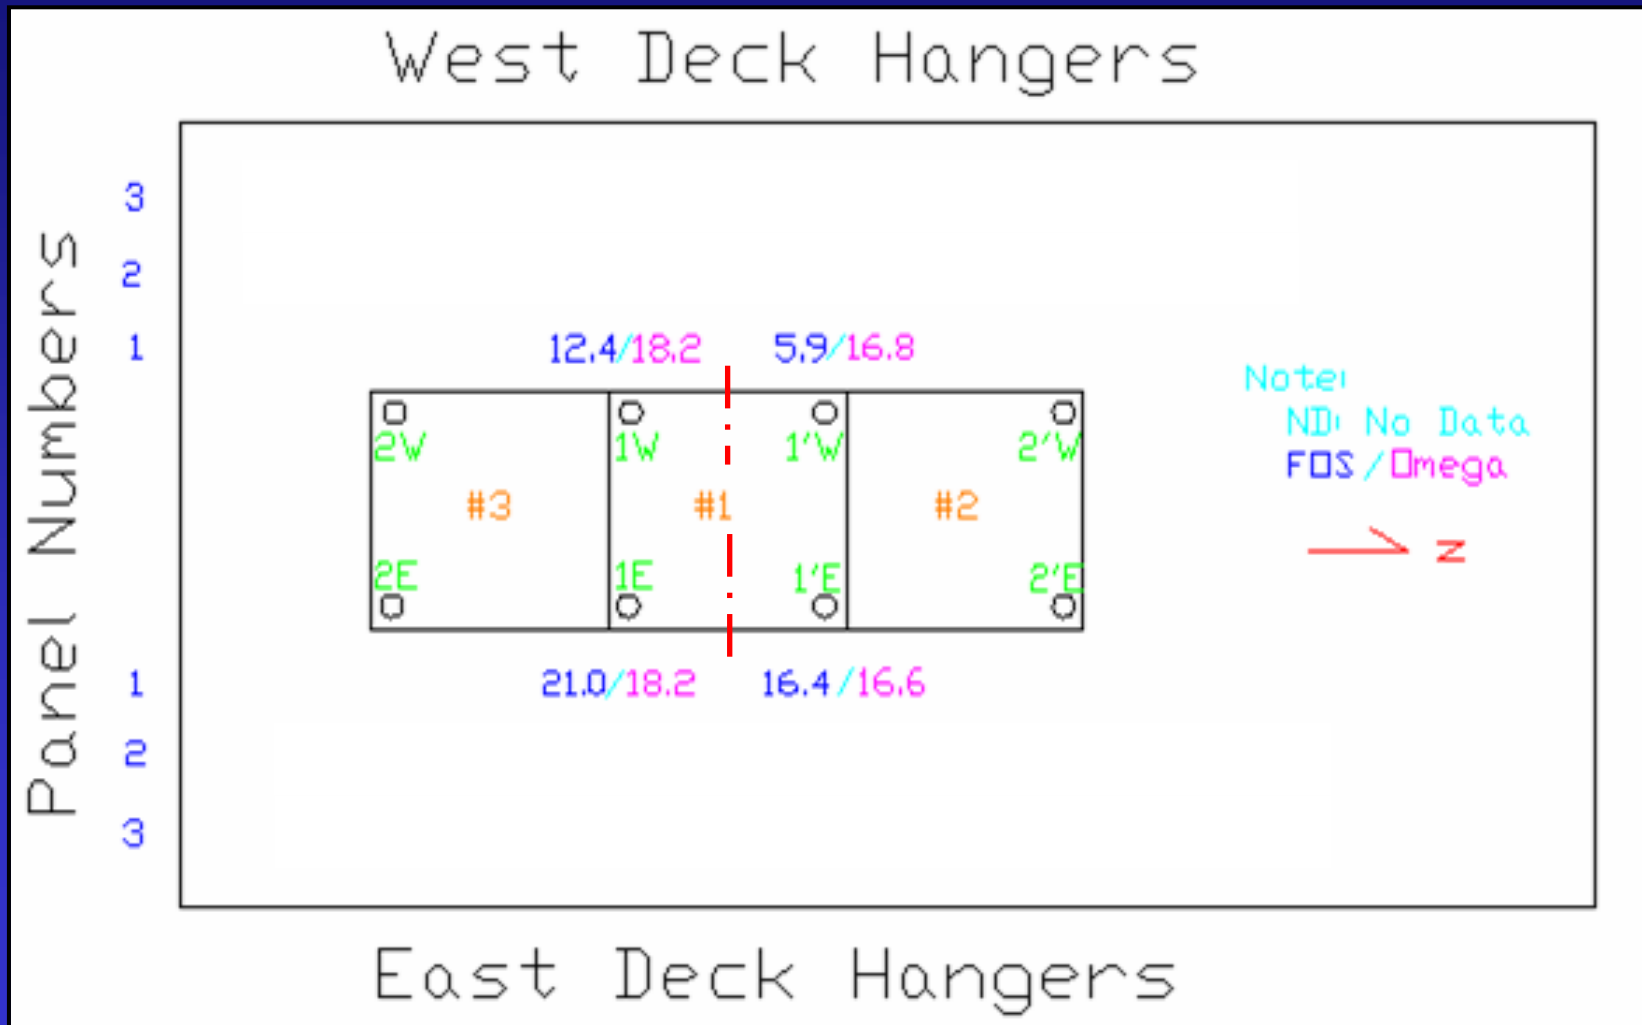 West Deck Hangers
Panel Numbers
3
2
1
12.4/18.2
5.9/16.8
2W
1W
1'W
2'W
#3
#1
#2
2E
1E
1'E
2'E
21.0/18.2
16.4/16.6
1
2
3
Note:
ND: No Data
FOS/Omega
N
East Deck Hangers